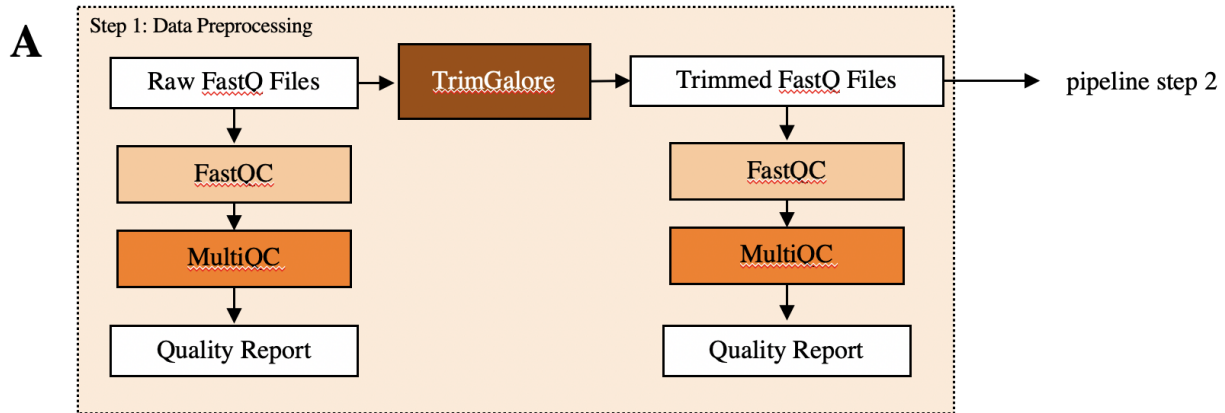 A
Step 1: Data Preprocessing
Raw FastQ Files
TrimGalore
Trimmed FastQ Files
pipeline step 2
FastQC
FastQC
MultiQC
MultiQC
Quality Report
Quality Report